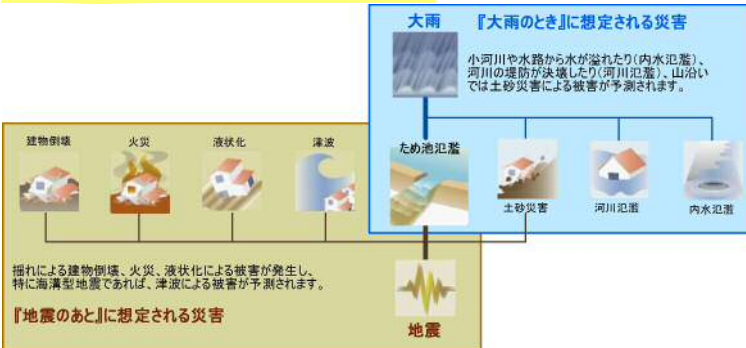 大雨 『大雨のとき』に想定される災害
小河川や水路から水が溢れたり(内水氾濫)、
河川の堤防が決壊したり(河川氾濫)、山沿い
では土砂災害による被害が予測されます。
建物倒壊 火災 液状化 津波 ため池氾濫
土砂災害 河川氾濫 内水氾濫
揺れによる建物倒壊、火災、液状化による被害が発生し、
特に海溝型地震であれば、津波による被害が予測されます。
『地震のあと』に想定される災害
地震